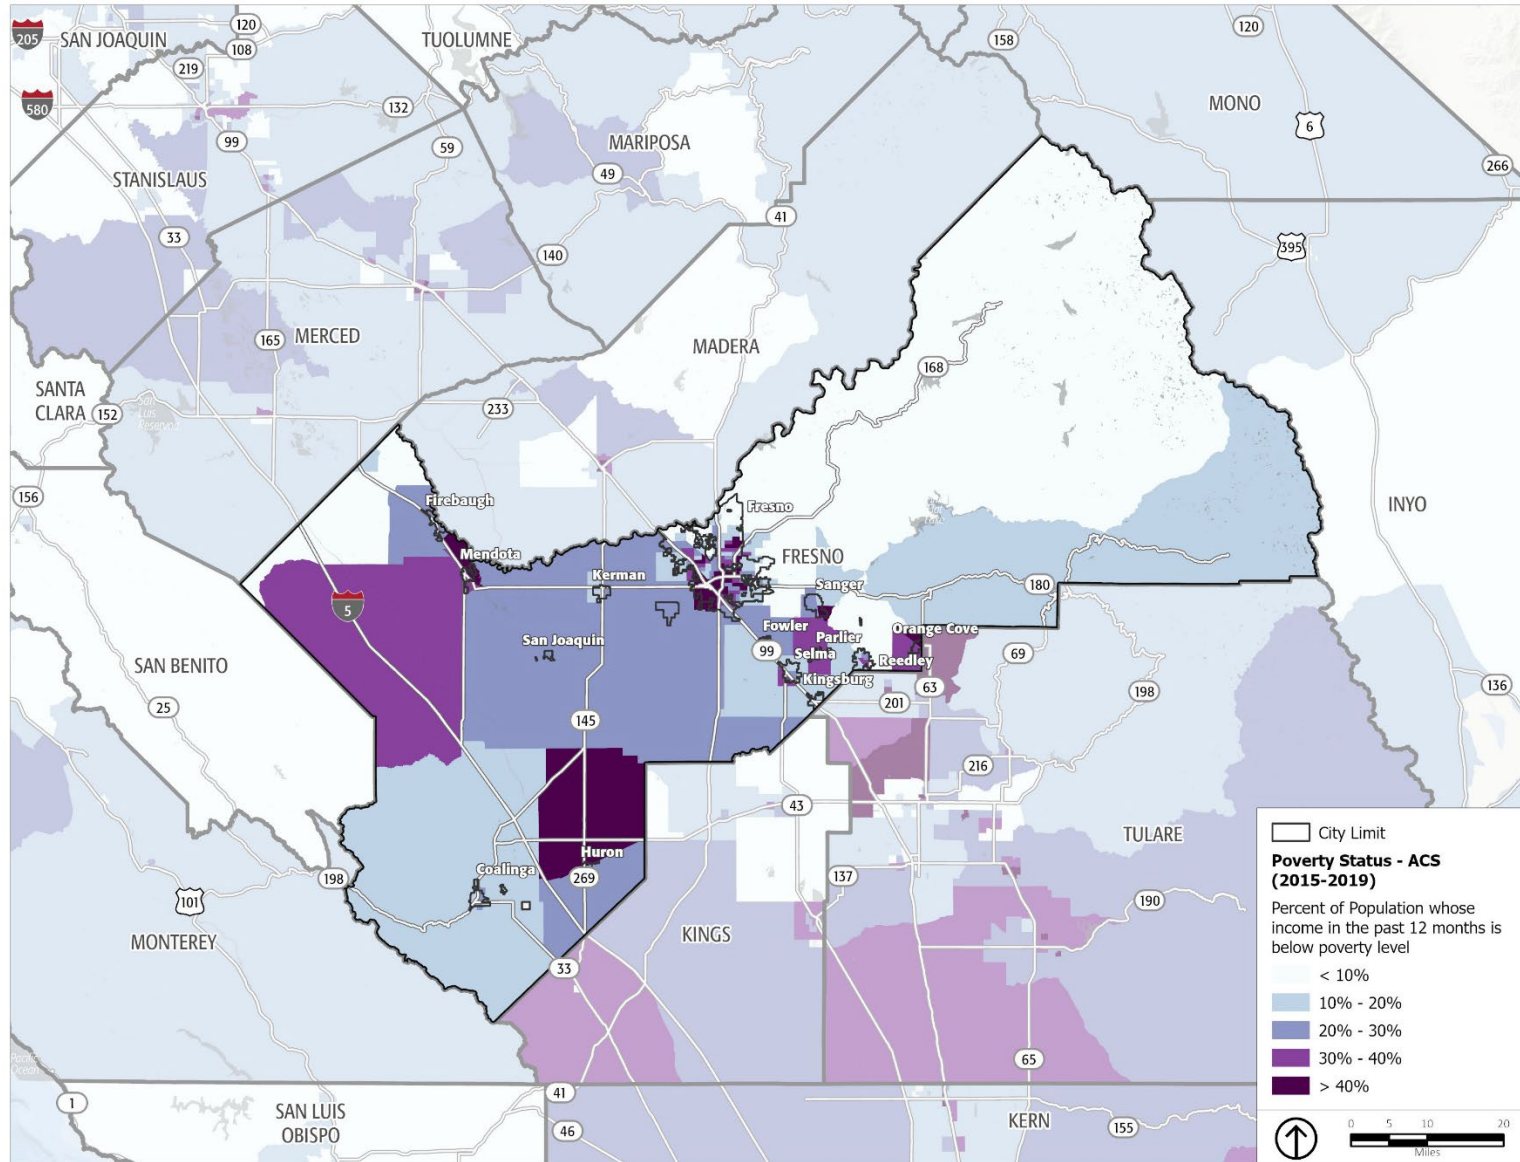 205
SAN JOAQUIN
120
108
TUOLUMNE
158
120
219
580
132
MONO
6
99
59
MARIPOSA
266
STANISLAUS
49
41
33
395
140
165
MERCED
MADERA
168
SANTA
CLARA
152
San
Luis
Reservoir
233
156
Firebaugh
Fresno
INYO
Mendota
FRESNO
Kerman
Sanger
180
5
Fowler
Orange Cove
Parlier
San Joaquin
99
Selma
Reedley
69
SAN BENITO
Kingsburg
63
198
136
25
201
145
216
43
TULARE
Huron
Coalinga
198
269
137
101
190
MONTEREY
KINGS
33
Pacific
Ocean
65
41
1
SAN LUIS
OBISPO
46
KERN
155
City Limit
Poverty Status - ACS
(2015-2019)
Percent of Population whose
income in the past 12 months is
below poverty level
< 10%
10% - 20%
20% - 30%
30% - 40%
> 40%
0 5 10 20
Miles